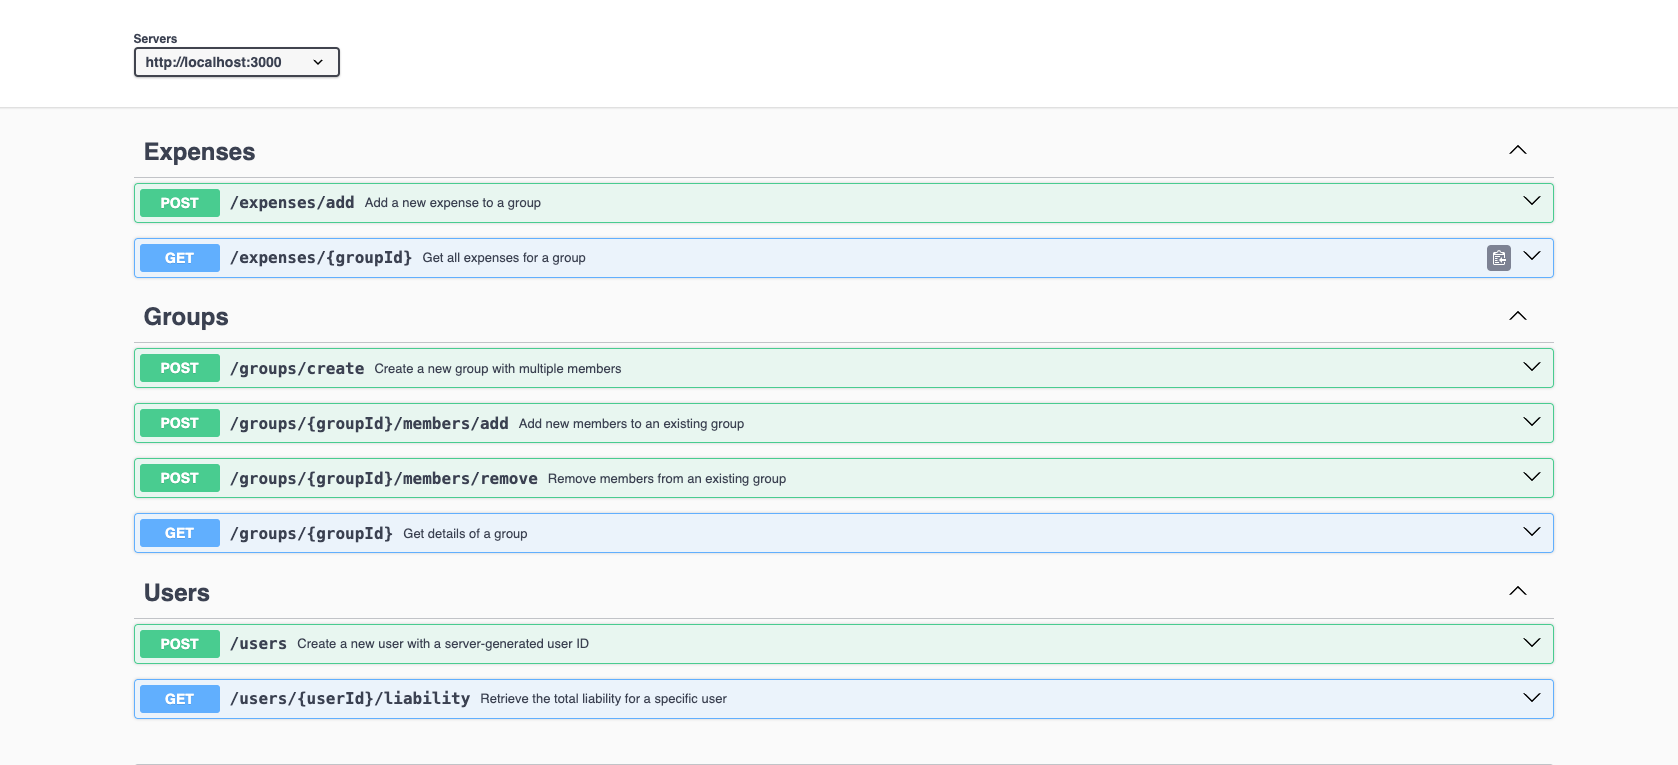 Servers
http://localhost:3000
Expenses
POST /expenses/add Add a new expense to a group
GET /expenses/{groupId} Get all expenses for a group
Groups
POST /groups/create Create a new group with multiple members
POST /groups/{groupId}/members/add Add new members to an existing group
POST /groups/{groupId}/members/remove Remove members from an existing group
GET /groups/{groupId} Get details of a group
Users
POST /users Create a new user with a server-generated user ID
GET /users/{userId}/liability Retrieve the total liability for a specific user